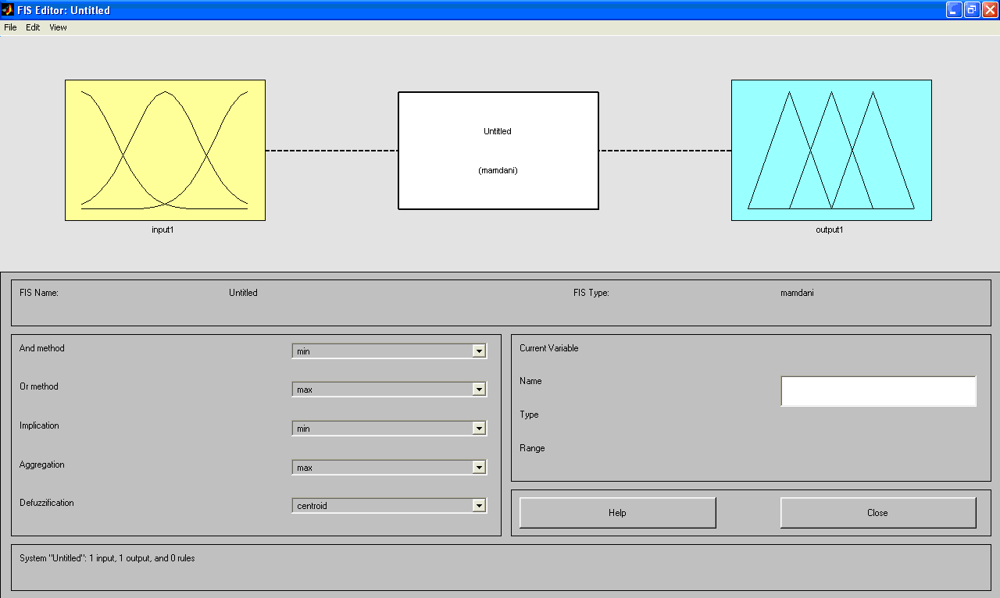 FIS Editor: Untitled
File Edit View
Untitled
(mamdani)
input1
output1
FIS Name: Untitled FIS Type: mamdani
And method min
Or method max
Implication min
Aggregation max
Defuzzification centroid
Current Variable
Name
Type
Range
Help Close
System "Untitled": 1 input, 1 output, and 0 rules